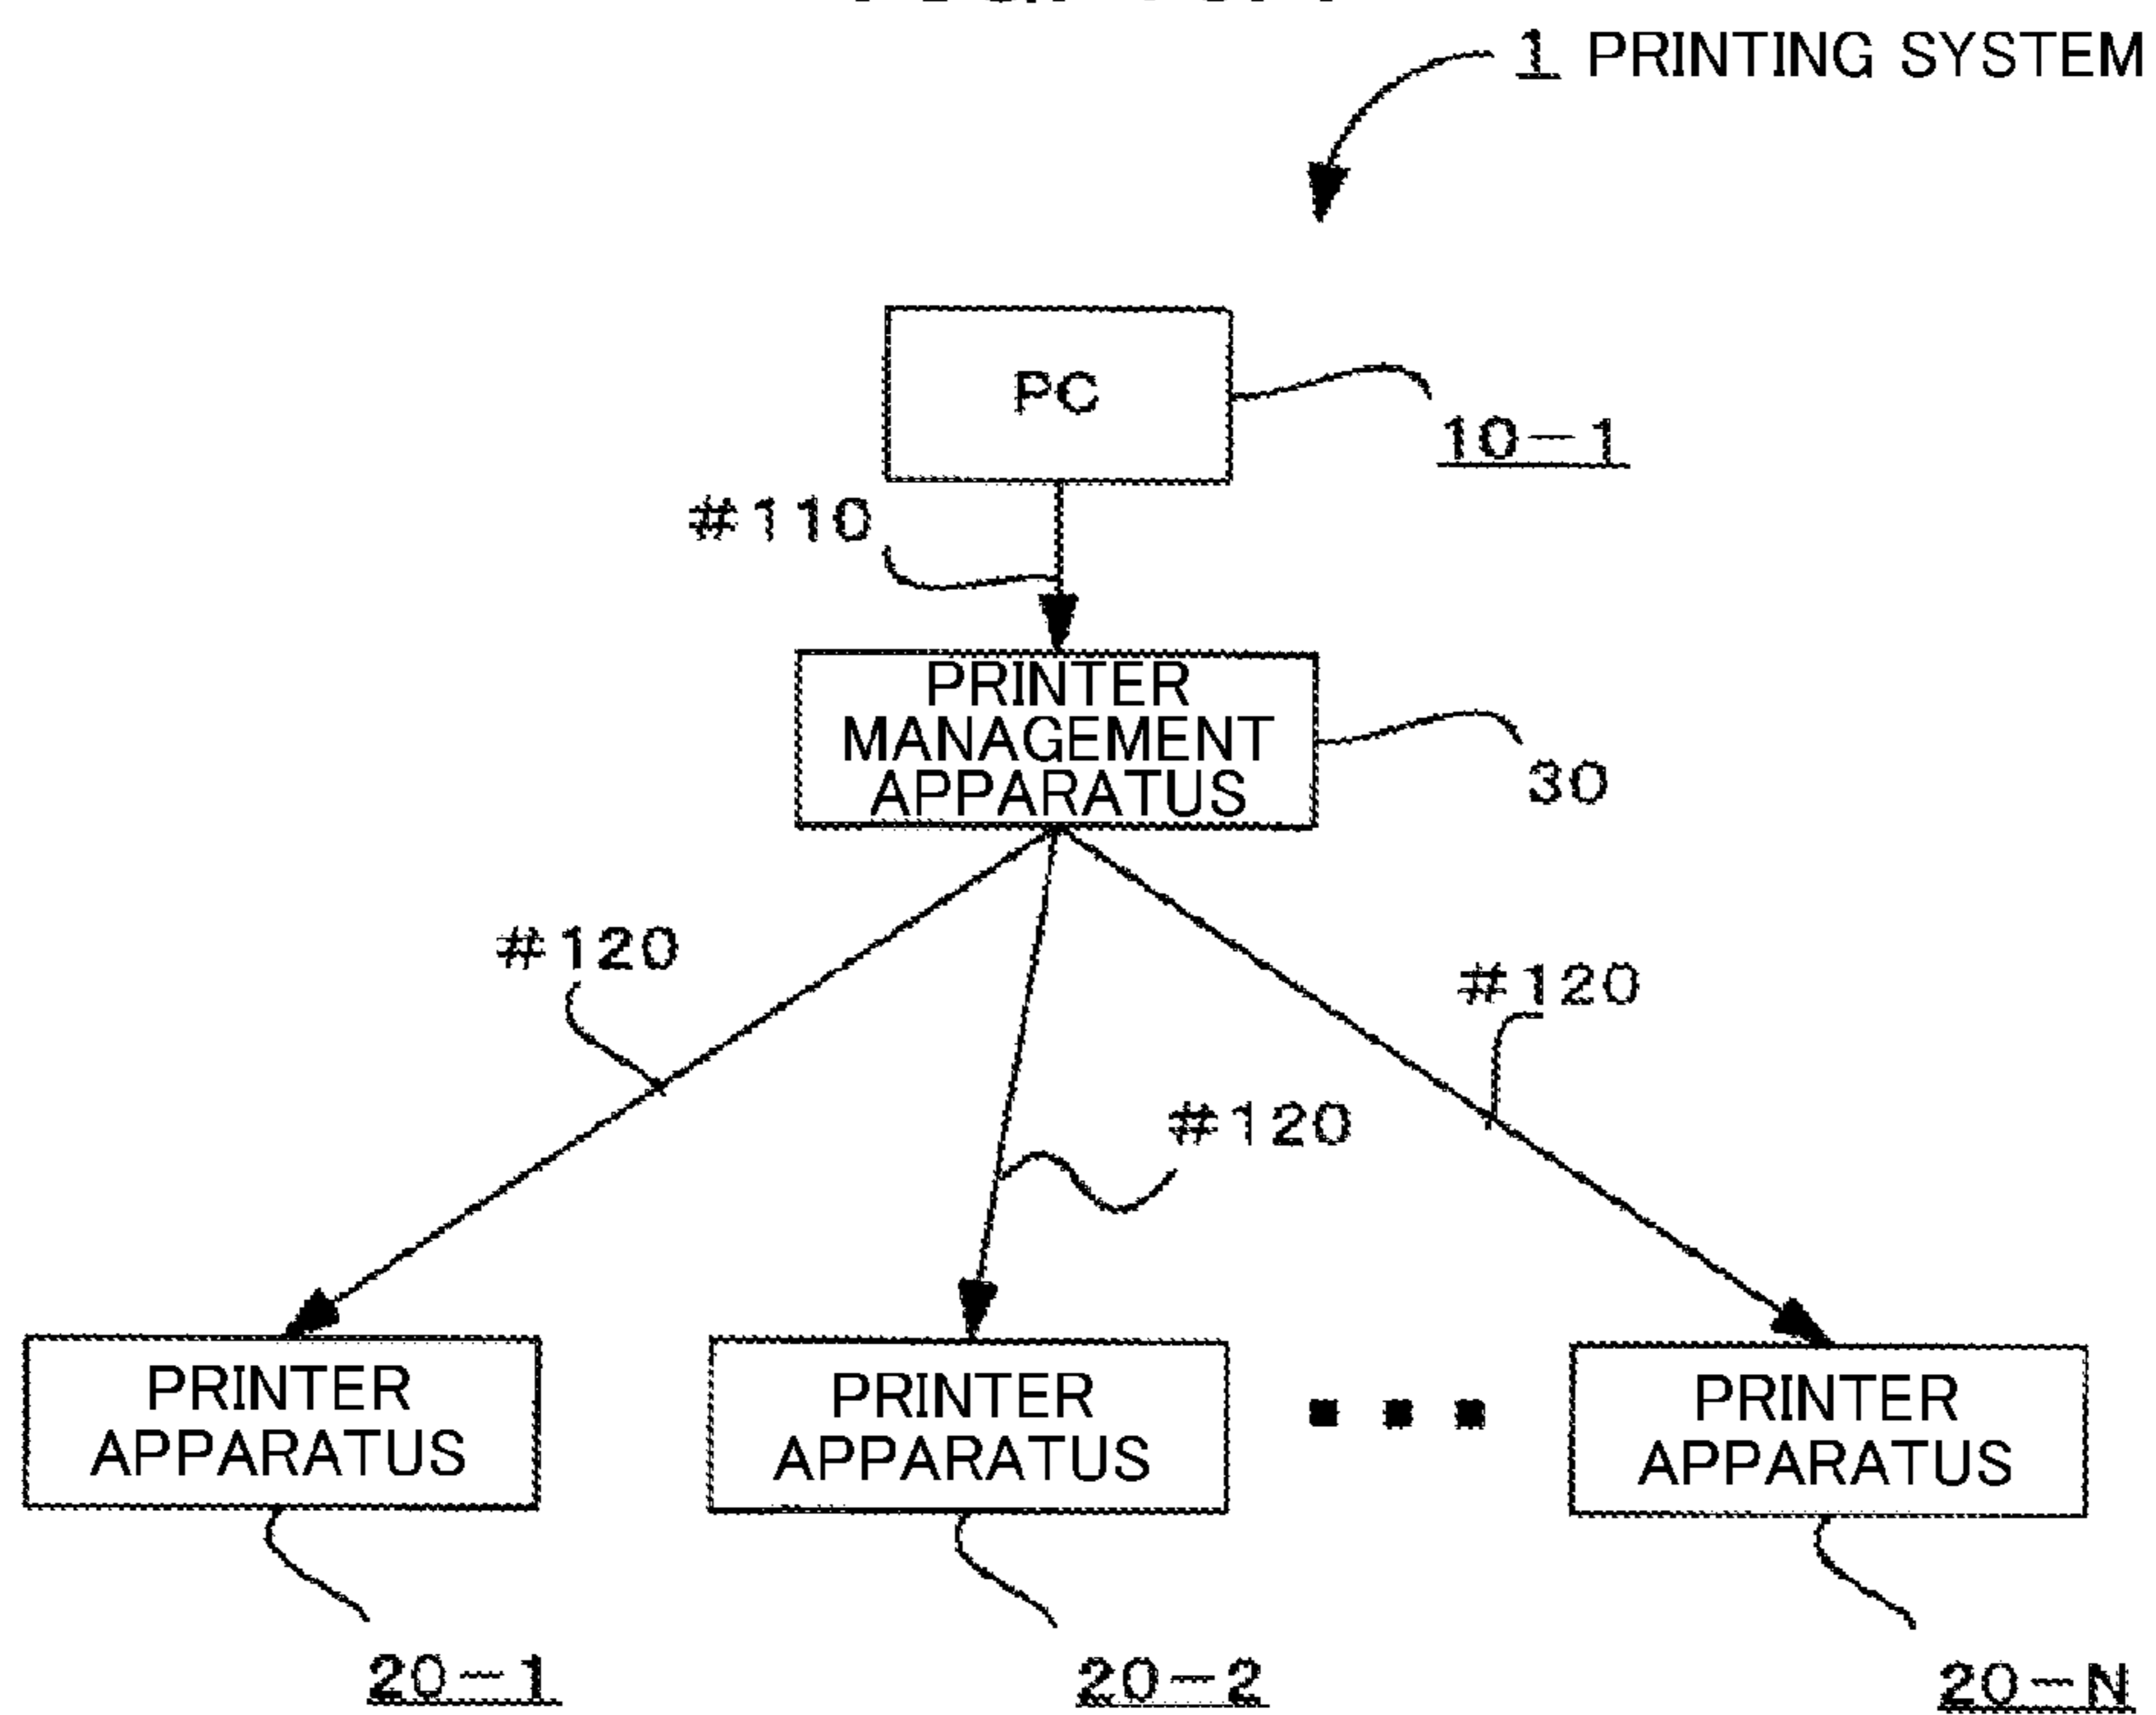 1 PRINTING SYSTEM
PC
10-1
#110
PRINTER
MANAGEMENT
APPARATUS
30
#120
#120
#120
PRINTER
APPARATUS
PRINTER
APPARATUS
PRINTER
APPARATUS
20-1
20-2
20-N